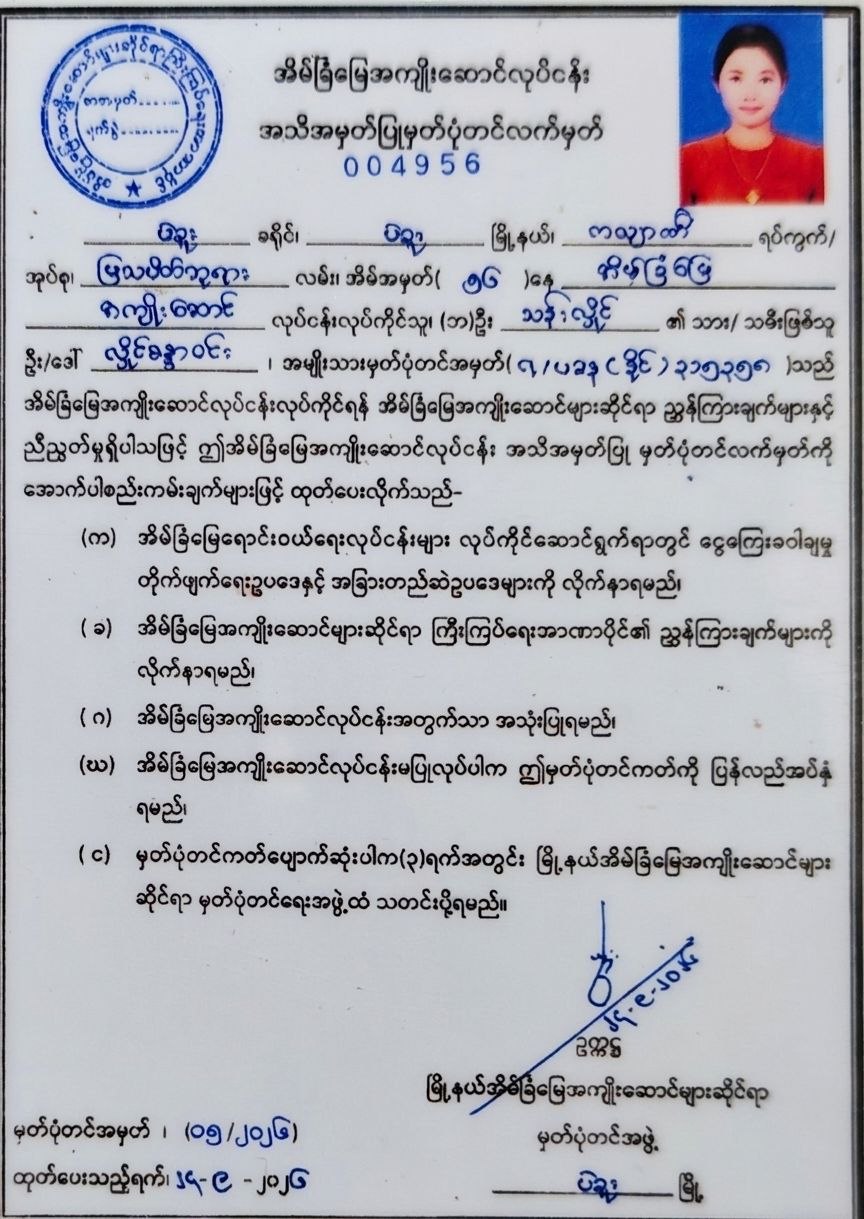 အိမ်ခြံမြေအကျိုးဆောင်လုပ်ငန်း
အသိအမှတ်ပြုမှတ်ပုံတင်လက်မှတ်
004956
စာအမှတ်........
ရက်စွဲ..........
ပဲခူး ခရိုင်၊ ပဲခူး မြို့နယ်၊ ကလျာဏီ ရပ်ကွက်/
အုပ်စု၊ မြသပိတ်ဘုရား လမ်း၊ အိမ်အမှတ်( ၅၆ )နေ အိမ်ခြံမြေ
အကျိုးဆောင် လုပ်ငန်းလုပ်ကိုင်သူ၊ (ဘ)ဦး သန်းလှိုင် ၏ သား/ သမီးဖြစ်သူ
ဦး/ဒေါ် လှိုင်ဇန္ဒာဝင်း ၊ အမျိုးသားမှတ်ပုံတင်အမှတ်( ၇/ပခန(နိုင်)၃၁၅၃၅၈ )သည်
အိမ်ခြံမြေအကျိုးဆောင်လုပ်ငန်းလုပ်ကိုင်ရန် အိမ်ခြံမြေအကျိုးဆောင်များဆိုင်ရာ ညွှန်ကြားချက်များနှင့်
ညီညွတ်မှုရှိပါသဖြင့် ဤအိမ်ခြံမြေအကျိုးဆောင်လုပ်ငန်း အသိအမှတ်ပြု မှတ်ပုံတင်လက်မှတ်ကို
အောက်ပါစည်းကမ်းချက်များဖြင့် ထုတ်ပေးလိုက်သည်-
(က) အိမ်ခြံမြေရောင်းဝယ်ရေးလုပ်ငန်းများ လုပ်ကိုင်ဆောင်ရွက်ရာတွင် ငွေကြေးခဝါချမှု
တိုက်ဖျက်ရေးဥပဒေနှင့် အခြားတည်ဆဲဥပဒေများကို လိုက်နာရမည်၊
(ခ) အိမ်ခြံမြေအကျိုးဆောင်များဆိုင်ရာ ကြီးကြပ်ရေးအာဏာပိုင်၏ ညွှန်ကြားချက်များကို
လိုက်နာရမည်၊
(ဂ) အိမ်ခြံမြေအကျိုးဆောင်လုပ်ငန်းအတွက်သာ အသုံးပြုရမည်၊
(ဃ) အိမ်ခြံမြေအကျိုးဆောင်လုပ်ငန်းမပြုလုပ်ပါက ဤမှတ်ပုံတင်ကတ်ကို ပြန်လည်အပ်နှံ
ရမည်၊
(င) မှတ်ပုံတင်ကတ်ပျောက်ဆုံးပါက(၃)ရက်အတွင်း မြို့နယ်အိမ်ခြံမြေအကျိုးဆောင်များ
ဆိုင်ရာ မှတ်ပုံတင်ရေးအဖွဲ့ထံ သတင်းပို့ရမည်။
ဥက္ကဋ္ဌ
မြို့နယ်အိမ်ခြံမြေအကျိုးဆောင်များဆိုင်ရာ
မှတ်ပုံတင်အဖွဲ့
ပဲခူး မြို့
မှတ်ပုံတင်အမှတ် ၊ (၀၅/၂၀၂၆)
ထုတ်ပေးသည့်ရက်၊ ၁၄-၉-၂၀၂၆